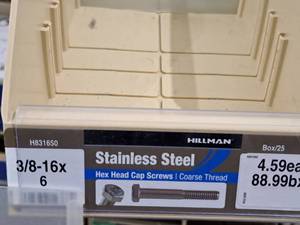 H831650
HILLMAN
Box/25
3/8-16x
6
Stainless Steel
Hex Head Cap Screws | Coarse Thread
4.59ea
88.99bx